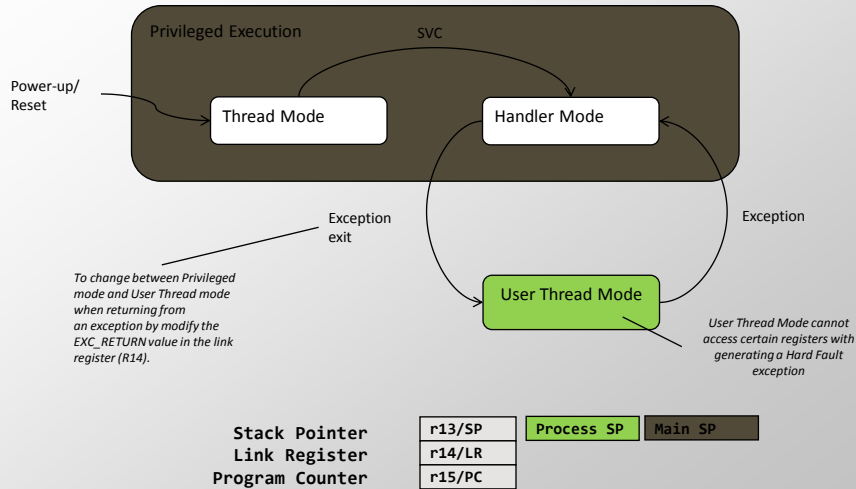 Privileged Execution
SVC
Power-up/
Reset
Thread Mode
Handler Mode
Exception
exit
Exception
To change between Privileged
mode and User Thread mode
when returning from
an exception by modify the
EXC_RETURN value in the link
register (R14).
User Thread Mode
User Thread Mode cannot
access certain registers with
generating a Hard Fault
exception
Stack Pointer r13/SP Process SP Main SP
Link Register r14/LR
Program Counter r15/PC